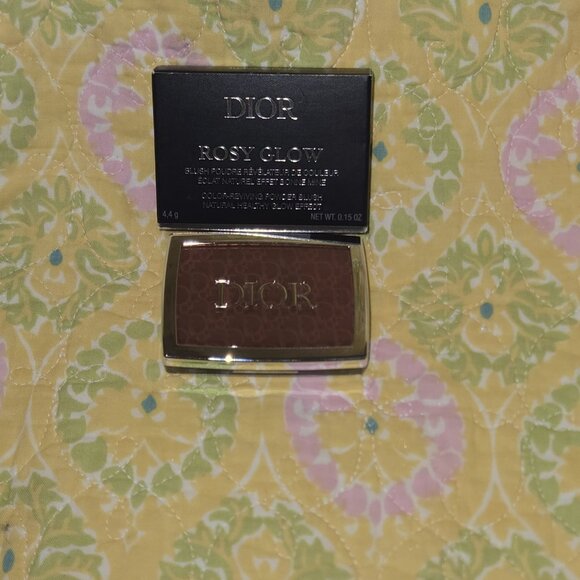 DIOR
ROSY GLOW
BLUSH POUDRE RÉVÉLATEUR DE COULEUR
ÉCLAT NATUREL EFFET BONNE MINE
COLOR-REVIVING POWDER BLUSH
NATURAL HEALTHY GLOW EFFECT
4,4 g NET WT. 0.15 OZ
DIOR